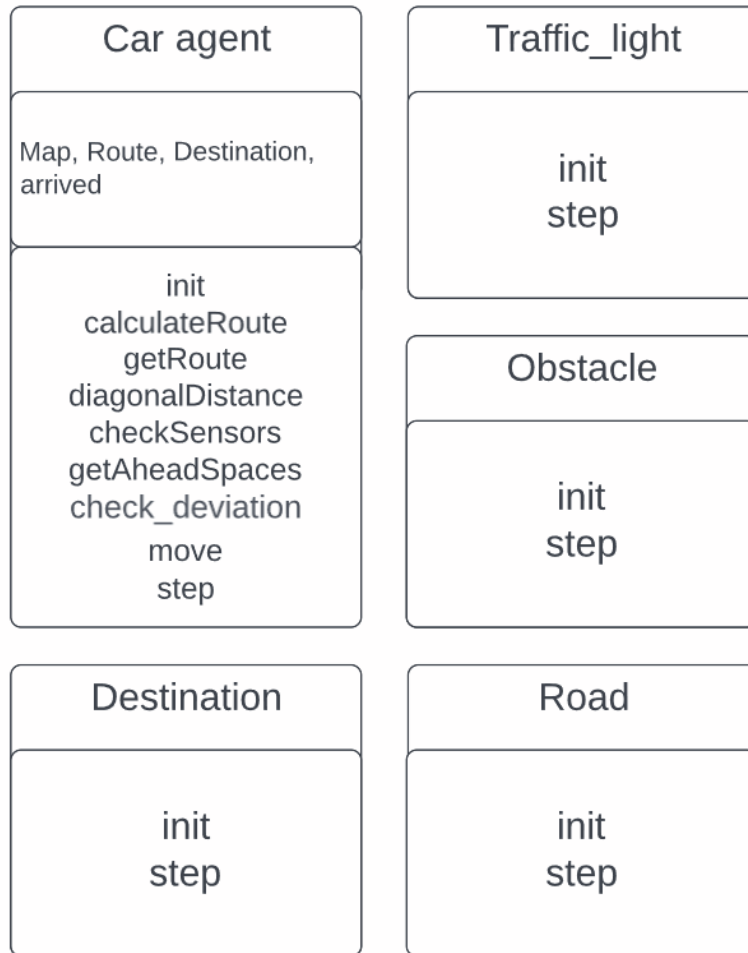 Car agent
Map, Route, Destination,
arrived
init
calculateRoute
getRoute
diagonalDistance
checkSensors
getAheadSpaces
check_deviation
move
step
Traffic_light
init
step
Obstacle
init
step
Destination
init
step
Road
init
step